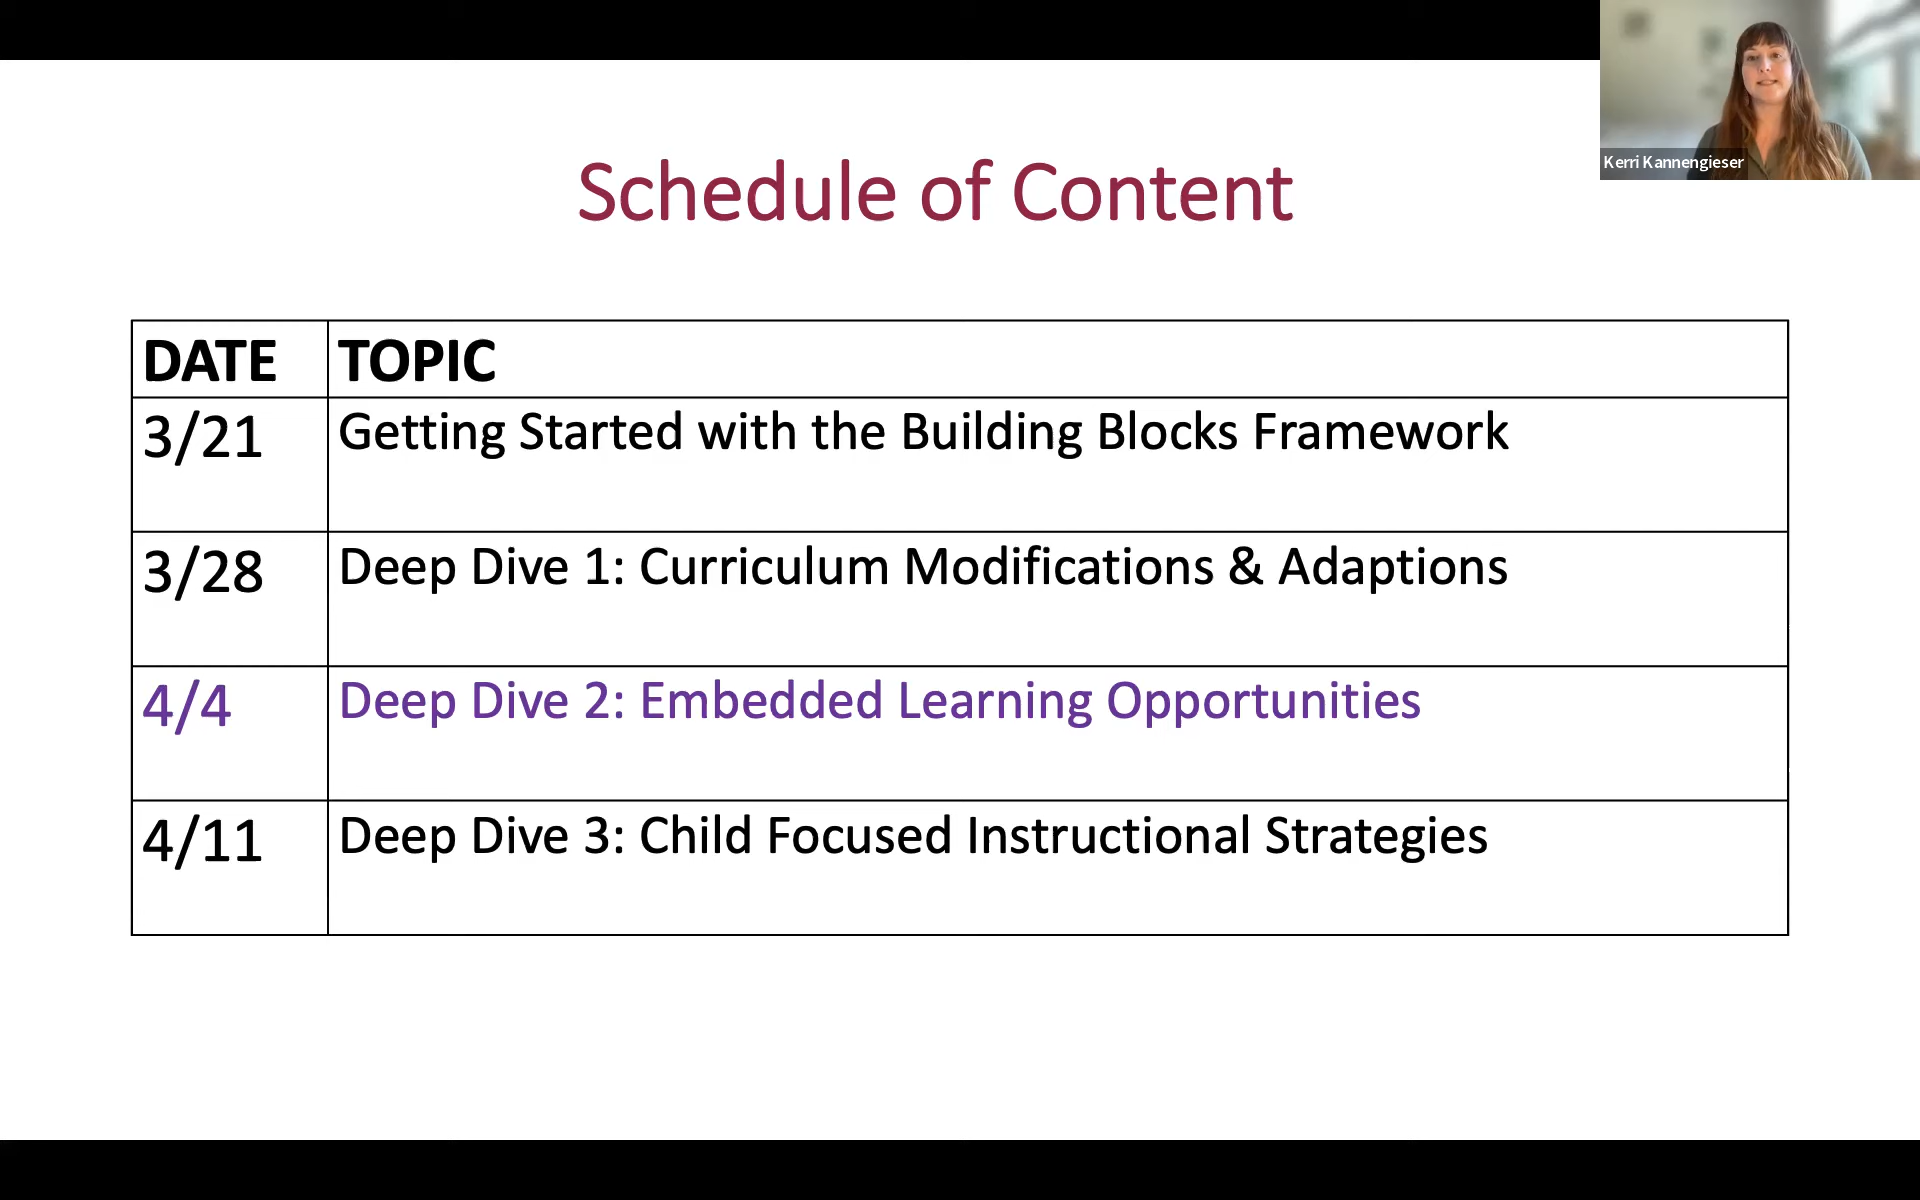 Kerri Kannengieser
Schedule of Content
DATE TOPIC
3/21 Getting Started with the Building Blocks Framework
3/28 Deep Dive 1: Curriculum Modifications & Adaptions
4/4 Deep Dive 2: Embedded Learning Opportunities
4/11 Deep Dive 3: Child Focused Instructional Strategies